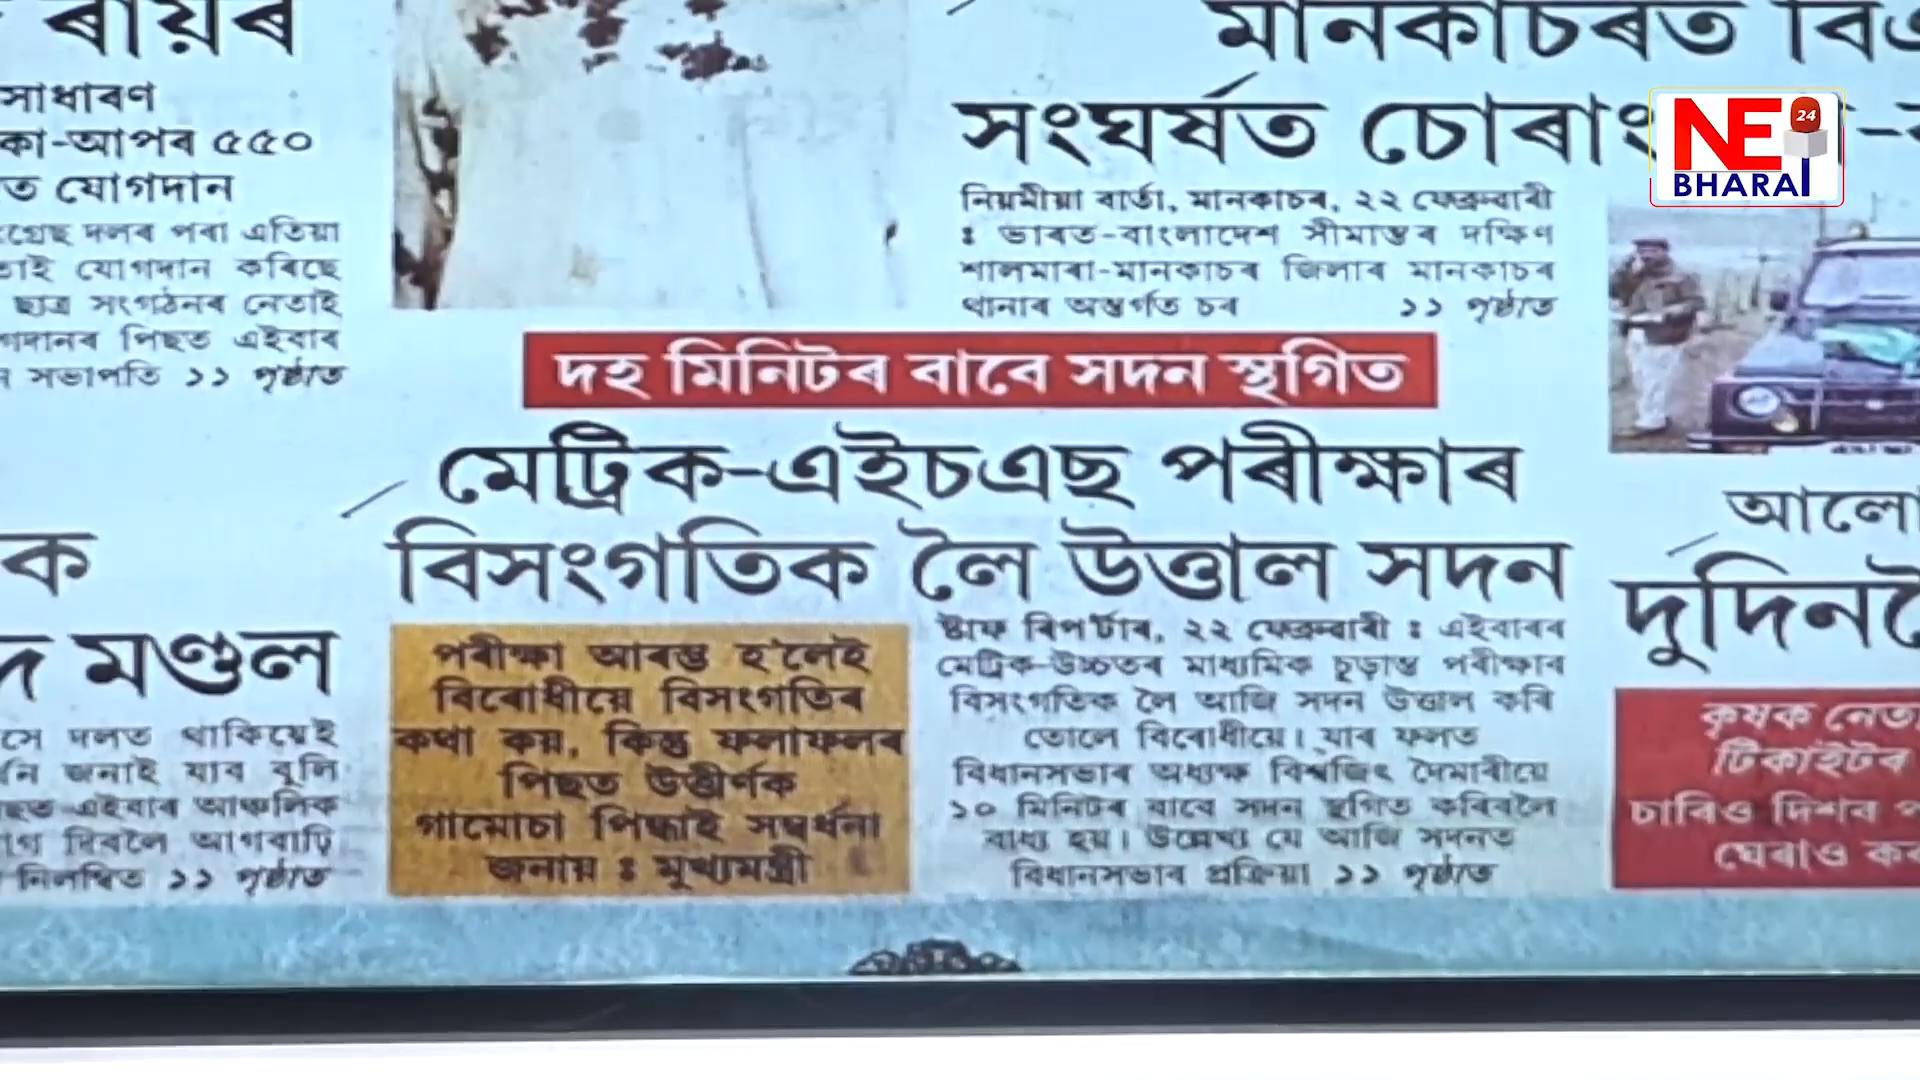 ৰায়ৰ
সাধাৰণ
কা-আপৰ ৫৫০
ত যোগদান
দলৰ পৰা এতিয়া
যোগদান কৰিছে
ছাত্ৰ সংগঠনৰ নেতাই
পিছত এইবাৰ
সভাপতি ১১ পৃষ্ঠাত
ক
মণ্ডল
দলত থাকিয়েই
জনাই যাব বুলি
এইবাৰ আঞ্চলিক
দিবলৈ আগবাঢ়ি
নিলম্বিত ১১ পৃষ্ঠাত
মানকাচৰত
সংঘৰ্ষত
নিয়মীয়া বাৰ্তা, মানকাচৰ, ২২ ফেব্ৰুৱাৰী
: ভাৰত-বাংলাদেশ সীমান্তৰ দক্ষিণ
শালমাৰা-মানকাচৰ জিলাৰ মানকাচৰ
থানাৰ অন্তৰ্গত চৰ ১১ পৃষ্ঠাত
দহ মিনিটৰ বাবে সদন স্থগিত
মেট্ৰিক-এইচএছ পৰীক্ষাৰ
বিসংগতিক লৈ উত্তাল সদন
পৰীক্ষা আৰম্ভ হ'লেই
বিৰোধীয়ে বিসংগতিৰ
কথা কয়, কিন্তু ফলাফলৰ
পিছত উত্তীৰ্ণক
গামোচা পিন্ধাই সম্বৰ্ধনা
জনায় : মুখ্যমন্ত্ৰী
ষ্টাফ ৰিপ'ৰ্টাৰ, ২২ ফেব্ৰুৱাৰী : এইবাৰৰ
মেট্ৰিক-উচ্চতৰ মাধ্যমিক চূড়ান্ত পৰীক্ষাৰ
বিসংগতিক লৈ আজি সদন উত্তাল কৰি
তোলে বিৰোধীয়ে। যাৰ ফলত
বিধানসভাৰ অধ্যক্ষ বিশ্বজিৎ দৈমাৰীয়ে
১০ মিনিটৰ বাবে সদন স্থগিত কৰিবলৈ
বাধ্য হয়। উল্লেখ্য যে আজি সদনত
বিধানসভাৰ প্ৰক্ৰিয়া ১১ পৃষ্ঠাত
NE 24
BHARAT
আলো
দুদিনলৈ
কৃষক নেতা
টিকাইটৰ
চাৰিও দিশৰ প
ঘেৰাও কৰ